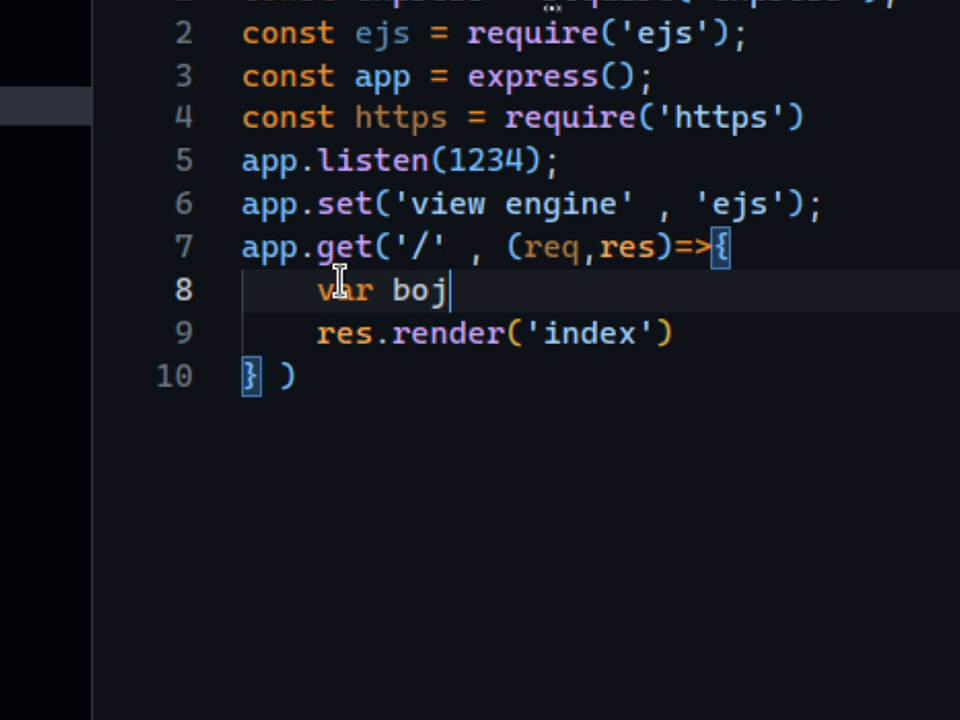 2 const ejs = require('ejs');
3 const app = express();
4 const https = require('https')
5 app.listen(1234);
6 app.set('view engine' , 'ejs');
7 app.get('/' , (req,res)=>{
8 var boj
9 res.render('index')
10 } )